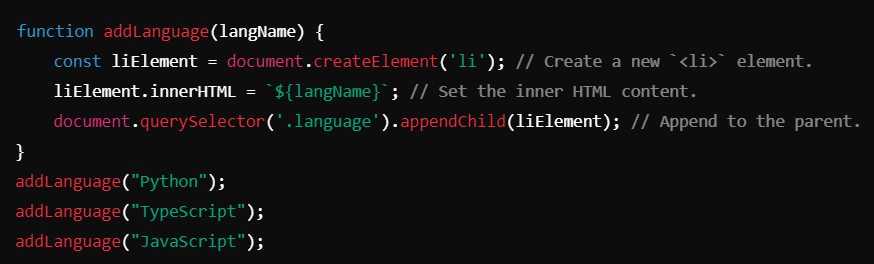 function addLanguage(langName) {
    const liElement = document.createElement('li'); // Create a new `<li>` element.
    liElement.innerHTML = `${langName}`; // Set the inner HTML content.
    document.querySelector('.language').appendChild(liElement); // Append to the parent.
}
addLanguage("Python");
addLanguage("TypeScript");
addLanguage("JavaScript");